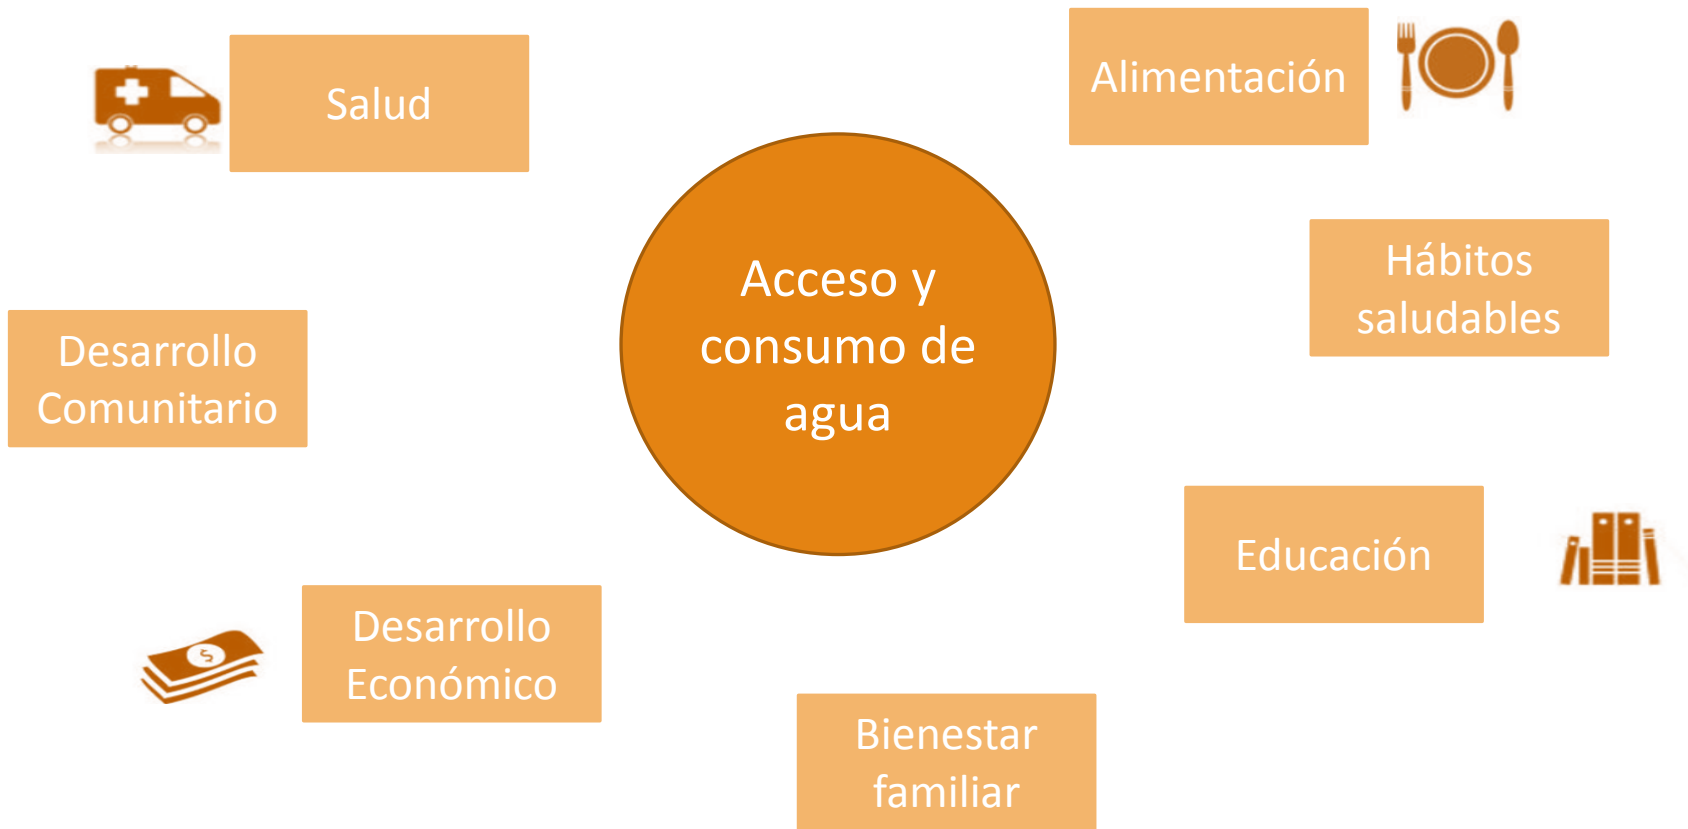 Salud
Alimentación
Acceso y
consumo de
agua
Hábitos
saludables
Desarrollo
Comunitario
Educación
Desarrollo
Económico
$
Bienestar
familiar